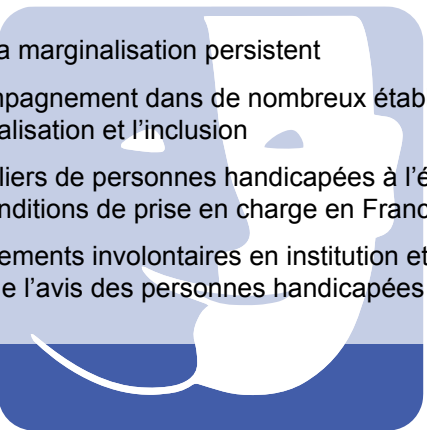 a marginalisation persistent
mpagnement dans de nombreux étab
alisation et l'inclusion
liers de personnes handicapées à l'é
nditions de prise en charge en Franc
ements involontaires en institution et
e l'avis des personnes handicapées